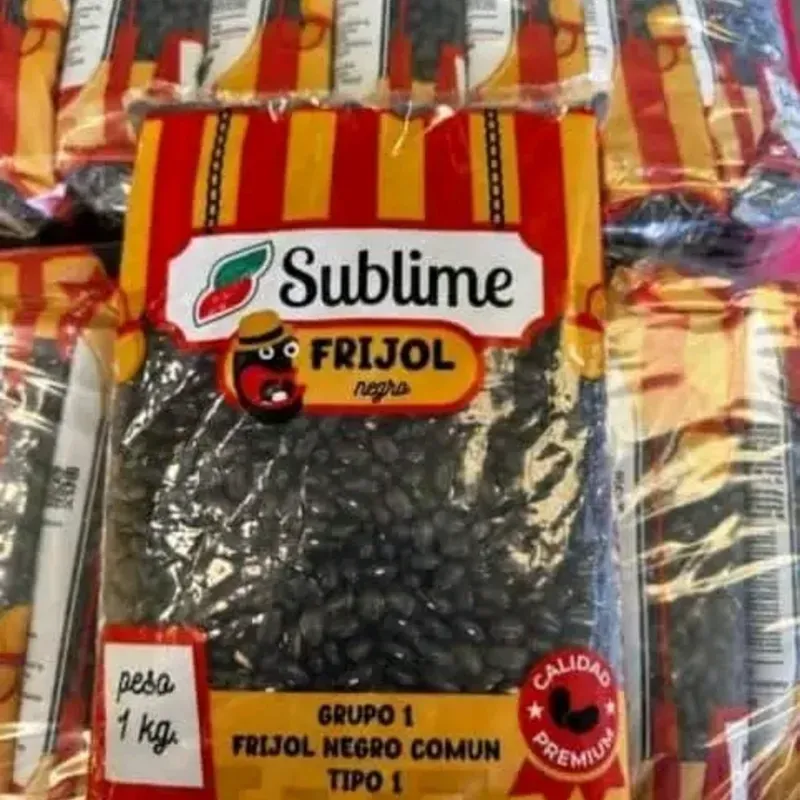 Sublime
FRIJOL
negro
peso
1 kg.
GRUPO 1
FRIJOL NEGRO COMUN
TIPO 1
CALIDAD
PREMIUM